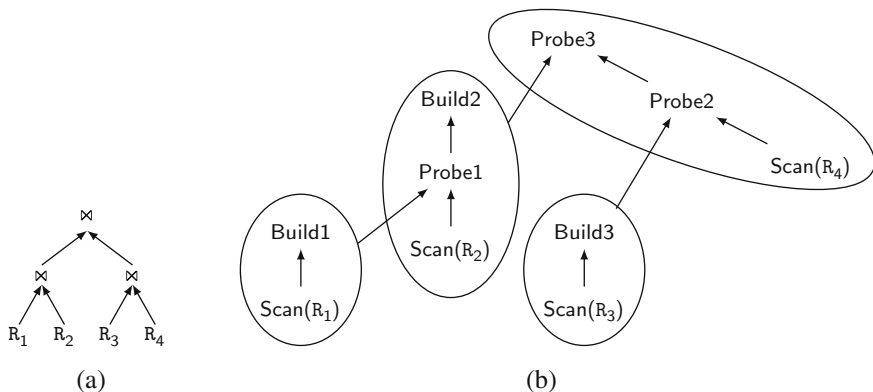 Probe3
Build2
Probe2
Probe1
Scan(R₄)
Build1
Scan(R₂)
Build3
Scan(R₁)
Scan(R₃)
⋈
⋈ ⋈
R₁ R₂ R₃ R₄
(a) (b)